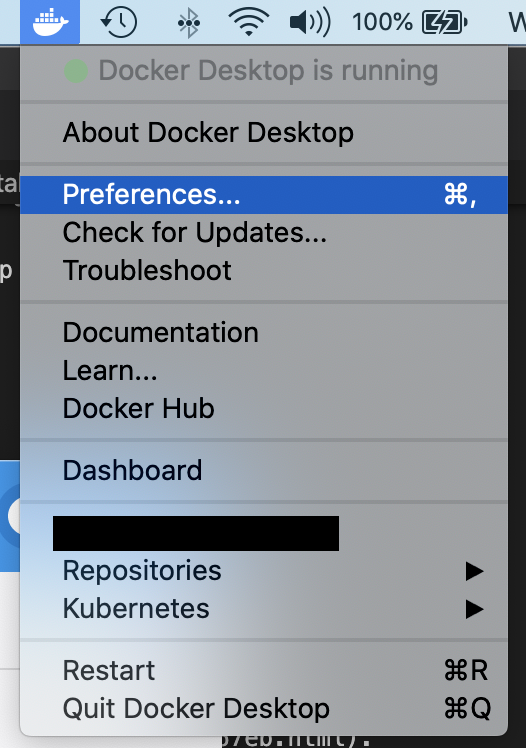 100%
Docker Desktop is running
About Docker Desktop
Preferences... ⌘,
Check for Updates...
Troubleshoot
Documentation
Learn...
Docker Hub
Dashboard
Repositories ▶
Kubernetes ▶
Restart ⌘R
Quit Docker Desktop ⌘Q